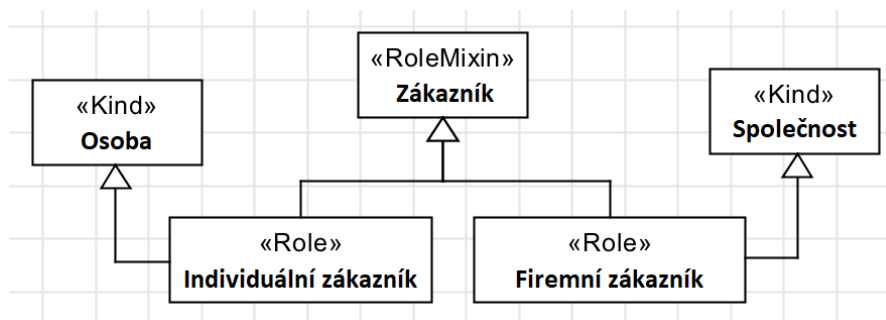 «RoleMixin»
Zákazník
«Kind»
Osoba
«Kind»
Společnost
«Role»
Individuální zákazník
«Role»
Firemní zákazník